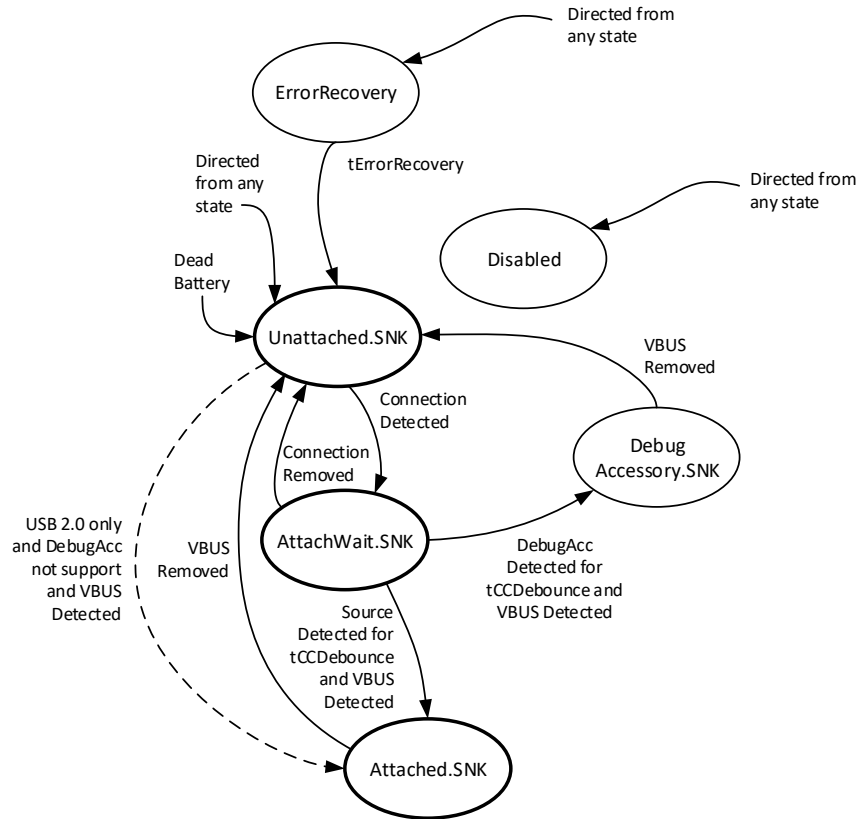 Directed from
any state
ErrorRecovery
tErrorRecovery
Directed
from any
state
Directed from
any state
Disabled
Dead
Battery
Unattached.SNK
VBUS
Removed
Connection
Detected
Connection
Removed
Debug
Accessory.SNK
USB 2.0 only
and DebugAcc
not support
and VBUS
Detected
VBUS
Removed
AttachWait.SNK
DebugAcc
Detected for
tCCDebounce and
VBUS Detected
Source
Detected for
tCCDebounce
and VBUS
Detected
Attached.SNK